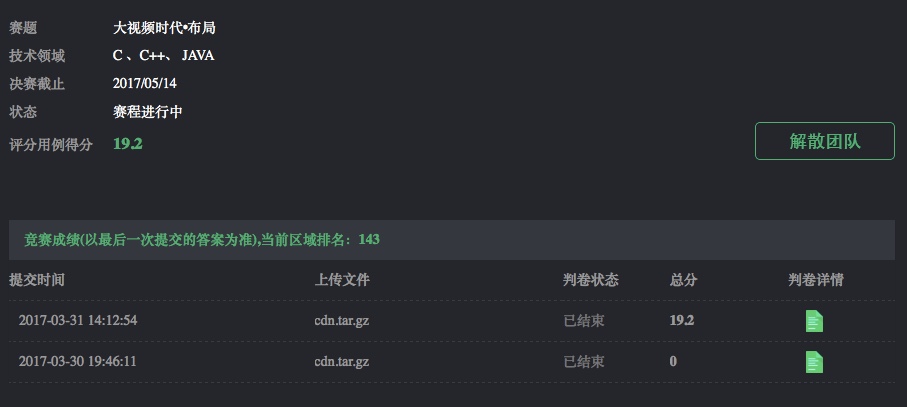 赛题 大视频时代•布局
技术领域 C 、C++、 JAVA
决赛截止 2017/05/14
状态 赛程进行中
评分用例得分 19.2
解散团队
竞赛成绩(以最后一次提交的答案为准),当前区域排名：143
提交时间 上传文件 判卷状态 总分 判卷详情
2017-03-31 14:12:54 cdn.tar.gz 已结束 19.2
2017-03-30 19:46:11 cdn.tar.gz 已结束 0